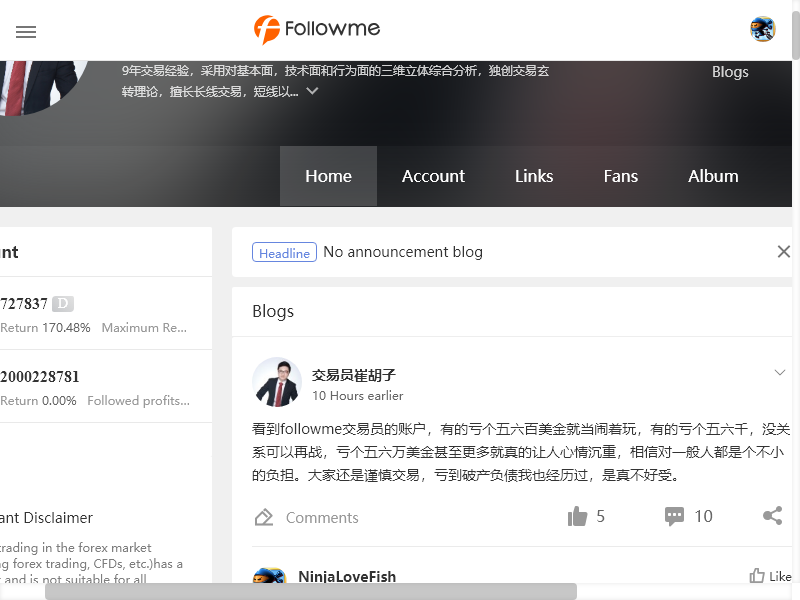 Followme
9年交易经验，采用对基本面，技术面和行为面的三维立体综合分析，独创交易玄
转理论，擅长长线交易，短线以...
Blogs
Home
Account
Links
Fans
Album
nt
727837 D
Return 170.48% Maximum Re...
2000228781
Return 0.00% Followed profits...
ant Disclaimer
trading in the forex market
ng forex trading, CFDs, etc.)has a
and is not suitable for all
Headline No announcement blog
Blogs
交易员崔胡子
10 Hours earlier
看到followme交易员的账户，有的亏个五六百美金就当闹着玩，有的亏个五六千，没关
系可以再战，亏个五六万美金甚至更多就真的让人心情沉重，相信对一般人都是个不小
的负担。大家还是谨慎交易，亏到破产负债我也经历过，是真不好受。
Comments
5
10
NinjaLoveFish
Like